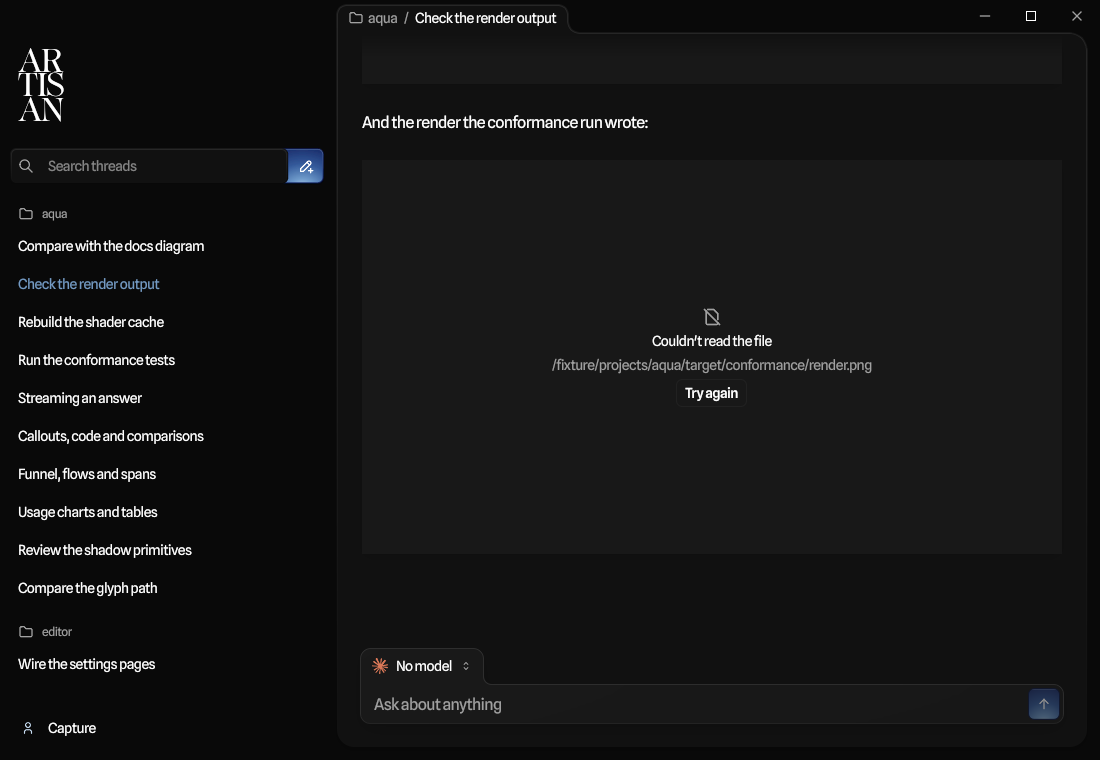 aqua / Check the render output
AR
TIS
AN
Search threads
aqua
Compare with the docs diagram
Check the render output
Rebuild the shader cache
Run the conformance tests
Streaming an answer
Callouts, code and comparisons
Funnel, flows and spans
Usage charts and tables
Review the shadow primitives
Compare the glyph path
editor
Wire the settings pages
Capture
And the render the conformance run wrote:
Couldn't read the file
/fixture/projects/aqua/target/conformance/render.png
Try again
No model
Ask about anything